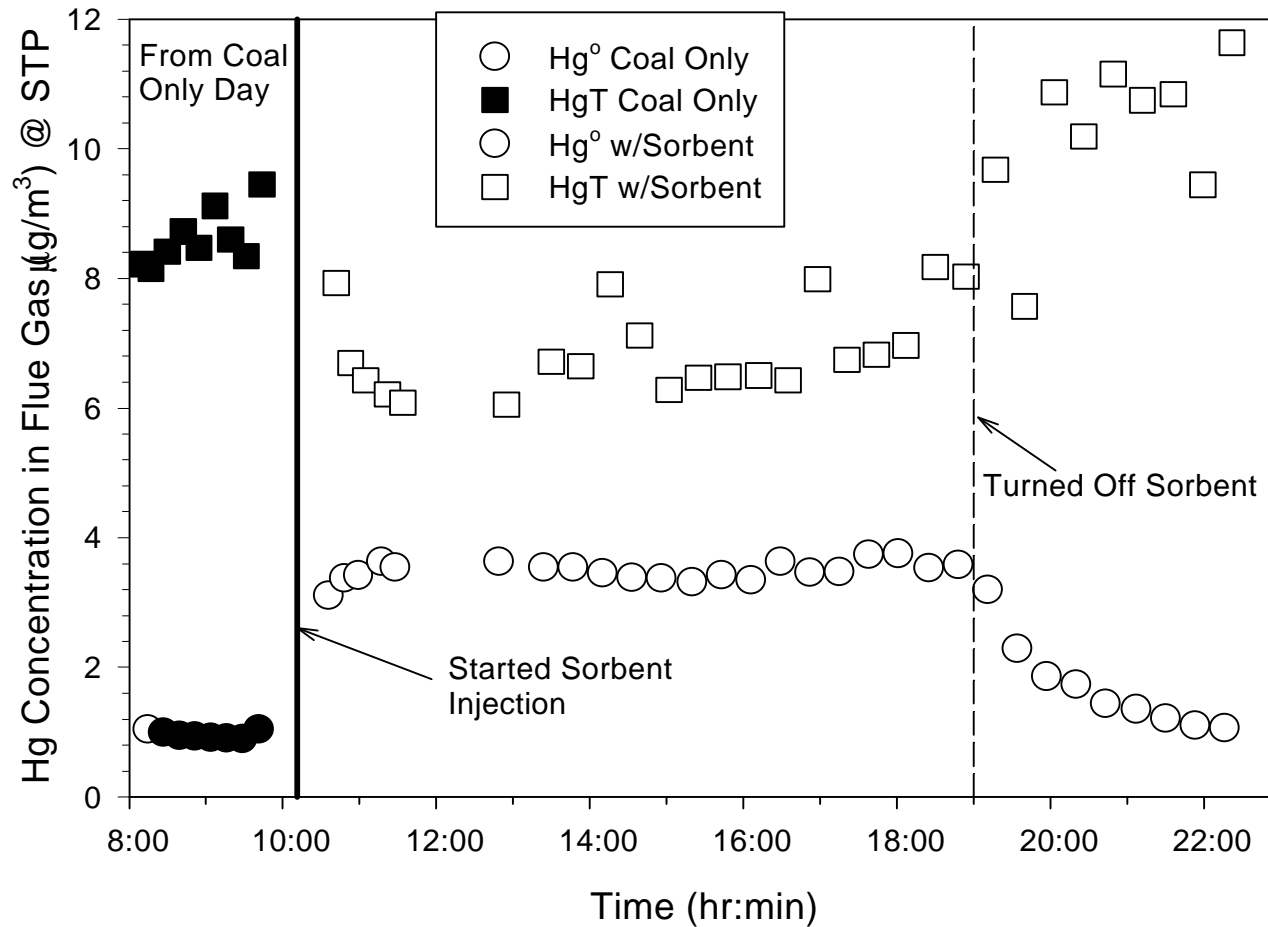 Hg Concentration in Flue Gas (μg/m³) @ STP
12
10
8
6
4
2
0
From Coal
Only Day
Hgº Coal Only
HgT Coal Only
Hgº w/Sorbent
HgT w/Sorbent
Turned Off Sorbent
Started Sorbent
Injection
8:00 10:00 12:00 14:00 16:00 18:00 20:00 22:00
Time (hr:min)